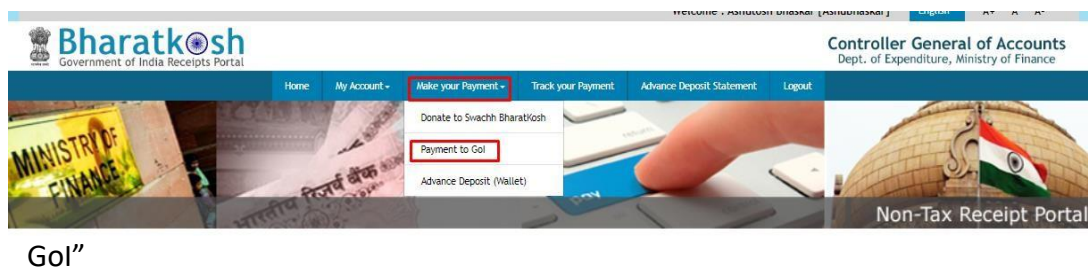 Welcome : Ashutosh Bhaskar [Ashubhaskar] English A+ A A-
Bharatkosh
Government of India Receipts Portal
Controller General of Accounts
Dept. of Expenditure, Ministry of Finance
Home My Account Make your Payment Track your Payment Advance Deposit Statement Logout
Donate to Swachh BharatKosh
Payment to GoI
Advance Deposit (Wallet)
MINISTRY OF
FINANCE
भारतीय रिज़र्व बैंक
return
pay
Non-Tax Receipt Portal
GoI”